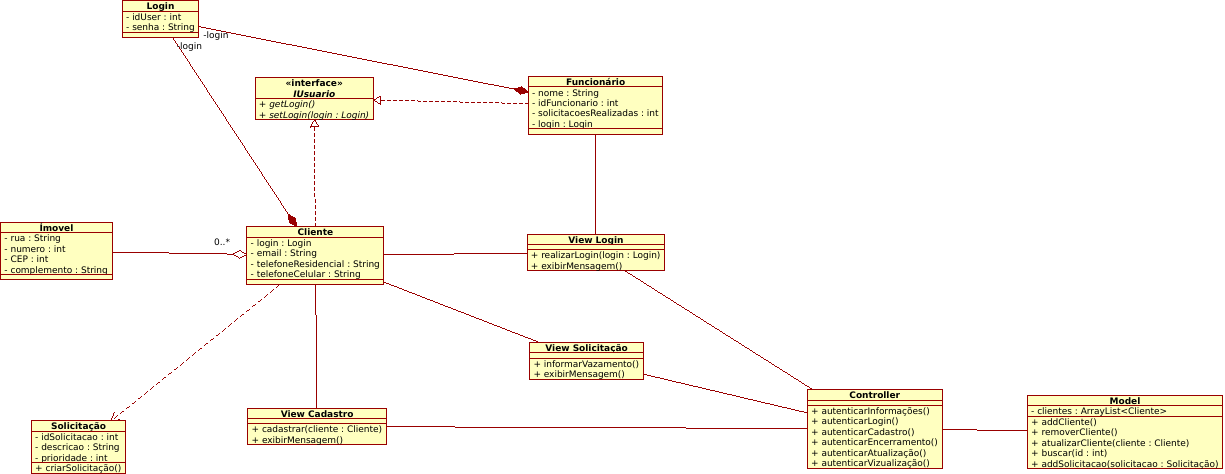 Login
- idUser : int
- senha : String
-login
-login
«interface»
IUsuario
+ getLogin()
+ setLogin(login : Login)
Funcionário
- nome : String
- idFuncionario : int
- solicitacoesRealizadas : int
- login : Login
Ímovel
- rua : String
- numero : int
- CEP : int
- complemento : String
0..*
Cliente
- login : Login
- email : String
- telefoneResidencial : String
- telefoneCelular : String
View Login
+ realizarLogin(login : Login)
+ exibirMensagem()
View Solicitação
+ informarVazamento()
+ exibirMensagem()
Solicitação
- idSolicitacao : int
- descricao : String
- prioridade : int
+ criarSolicitação()
View Cadastro
+ cadastrar(cliente : Cliente)
+ exibirMensagem()
Controller
+ autenticarInformações()
+ autenticarLogin()
+ autenticarCadastro()
+ autenticarEncerramento()
+ autenticarAtualização()
+ autenticarVizualização()
Model
- clientes : ArrayList<Cliente>
+ addCliente()
+ removerCliente()
+ atualizarCliente(cliente : Cliente)
+ buscar(id : int)
+ addSolicitacao(solicitacao : Solicitação)